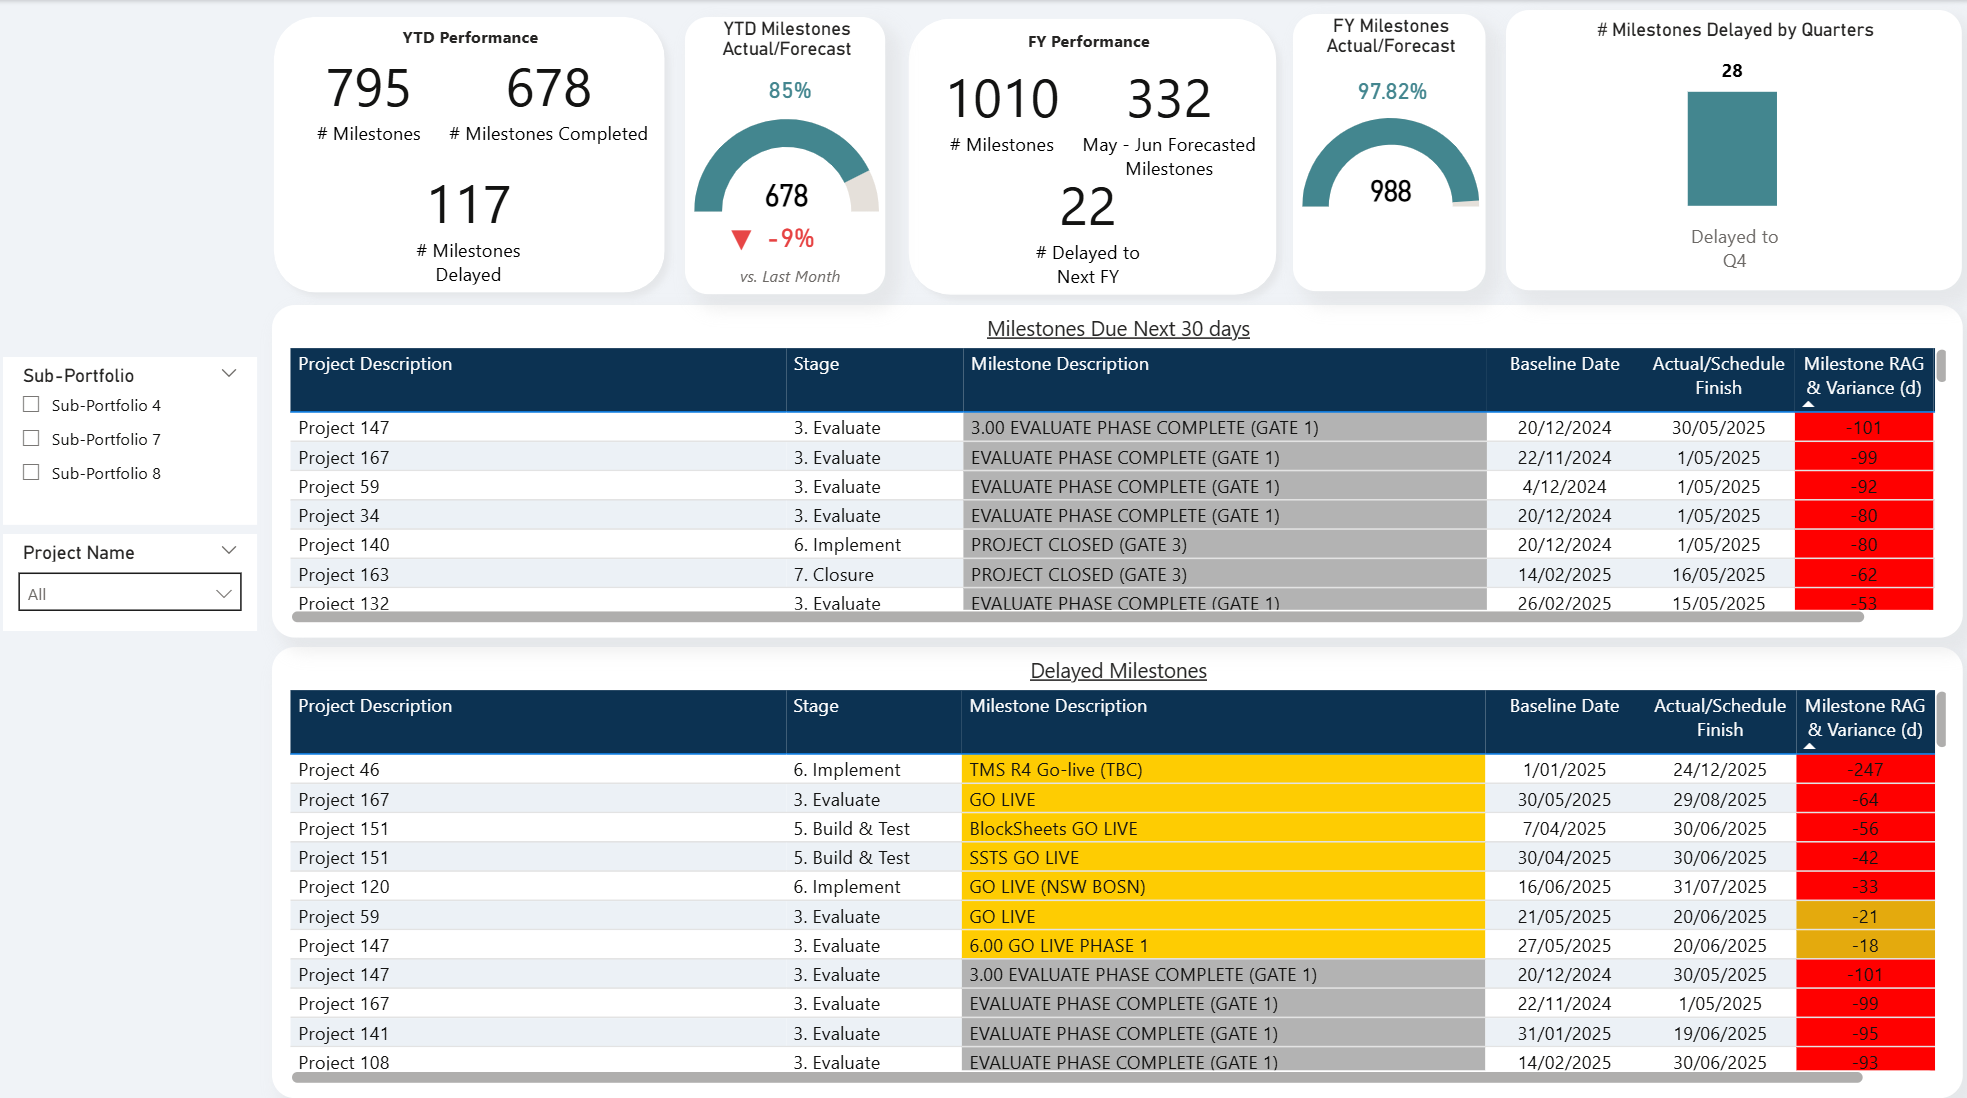 YTD Performance
795
# Milestones
678
# Milestones Completed
117
# Milestones
Delayed
YTD Milestones
Actual/Forecast
85%
678
-9%
vs. Last Month
FY Performance
1010
# Milestones
332
May - Jun Forecasted
Milestones
22
# Delayed to
Next FY
FY Milestones
Actual/Forecast
97.82%
988
# Milestones Delayed by Quarters
28
Delayed to
Q4
Sub-Portfolio
Sub-Portfolio 4
Sub-Portfolio 7
Sub-Portfolio 8
Project Name
All
Milestones Due Next 30 days
Project Description Stage Milestone Description Baseline Date Actual/Schedule Finish Milestone RAG & Variance (d)
Project 147 3. Evaluate 3.00 EVALUATE PHASE COMPLETE (GATE 1) 20/12/2024 30/05/2025 -101
Project 167 3. Evaluate EVALUATE PHASE COMPLETE (GATE 1) 22/11/2024 1/05/2025 -99
Project 59 3. Evaluate EVALUATE PHASE COMPLETE (GATE 1) 4/12/2024 1/05/2025 -92
Project 34 3. Evaluate EVALUATE PHASE COMPLETE (GATE 1) 20/12/2024 1/05/2025 -80
Project 140 6. Implement PROJECT CLOSED (GATE 3) 20/12/2024 1/05/2025 -80
Project 163 7. Closure PROJECT CLOSED (GATE 3) 14/02/2025 16/05/2025 -62
Project 132 3. Evaluate EVALUATE PHASE COMPLETE (GATE 1) 26/02/2025 15/05/2025 -53
Delayed Milestones
Project Description Stage Milestone Description Baseline Date Actual/Schedule Finish Milestone RAG & Variance (d)
Project 46 6. Implement TMS R4 Go-live (TBC) 1/01/2025 24/12/2025 -247
Project 167 3. Evaluate GO LIVE 30/05/2025 29/08/2025 -64
Project 151 5. Build & Test BlockSheets GO LIVE 7/04/2025 30/06/2025 -56
Project 151 5. Build & Test SSTS GO LIVE 30/04/2025 30/06/2025 -42
Project 120 6. Implement GO LIVE (NSW BOSN) 16/06/2025 31/07/2025 -33
Project 59 3. Evaluate GO LIVE 21/05/2025 20/06/2025 -21
Project 147 3. Evaluate 6.00 GO LIVE PHASE 1 27/05/2025 20/06/2025 -18
Project 147 3. Evaluate 3.00 EVALUATE PHASE COMPLETE (GATE 1) 20/12/2024 30/05/2025 -101
Project 167 3. Evaluate EVALUATE PHASE COMPLETE (GATE 1) 22/11/2024 1/05/2025 -99
Project 141 3. Evaluate EVALUATE PHASE COMPLETE (GATE 1) 31/01/2025 19/06/2025 -95
Project 108 3. Evaluate EVALUATE PHASE COMPLETE (GATE 1) 14/02/2025 30/06/2025 -93